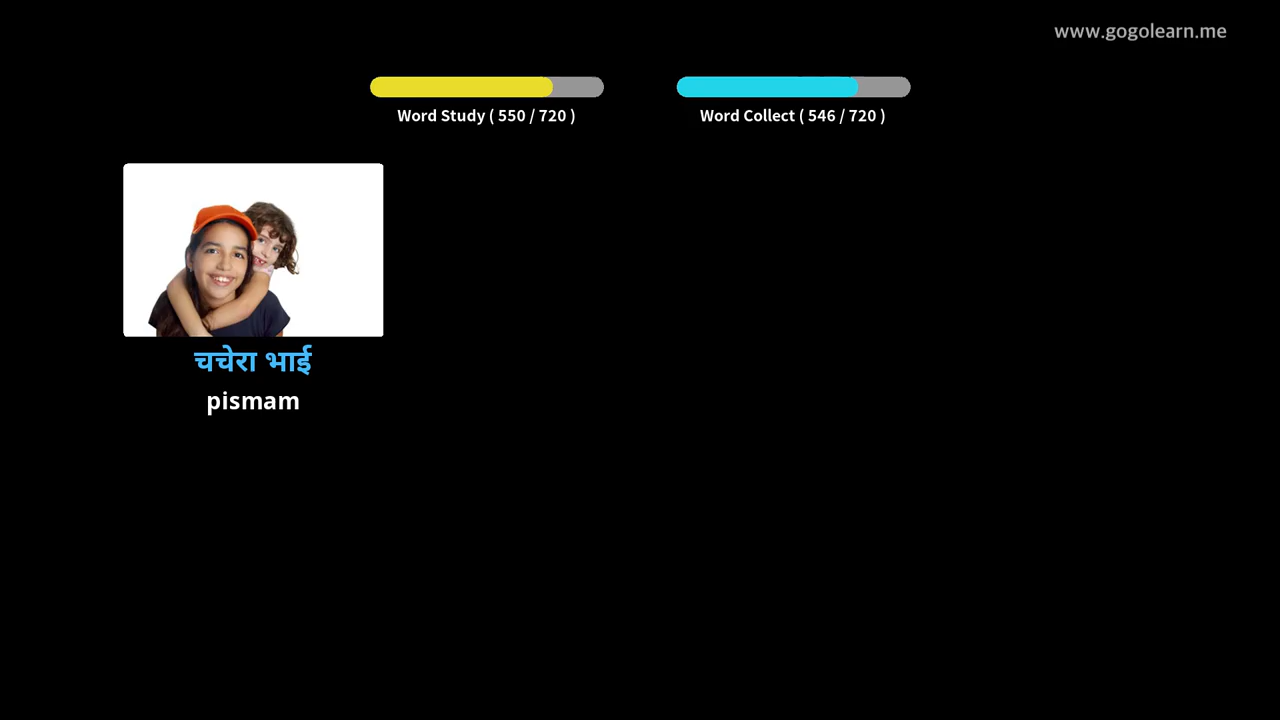 www.gogolearn.me
Word Study ( 550 / 720 )
Word Collect ( 546 / 720 )
चचेरा भाई
pismam